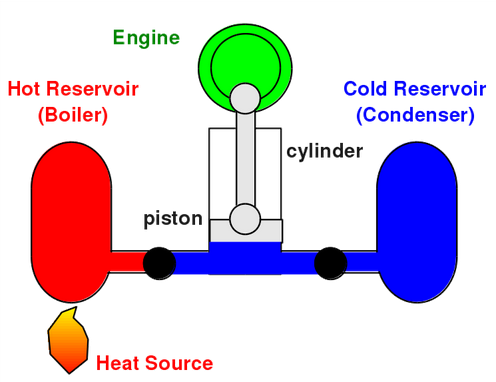 Engine
Hot Reservoir
(Boiler)
Cold Reservoir
(Condenser)
cylinder
piston
Heat Source